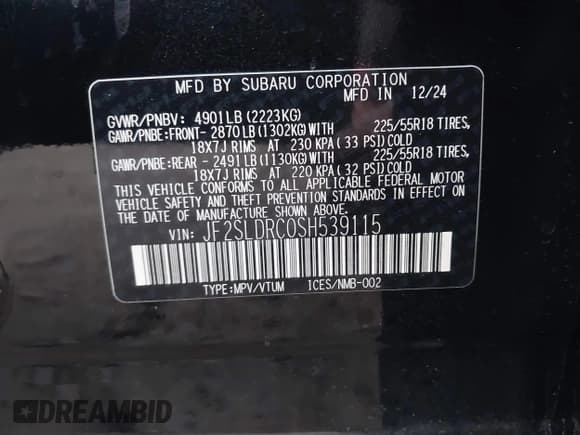 MFD BY SUBARU CORPORATION
MFD IN 12/24
GVWR/PNBV: 4901LB(2223KG)
GAWR/PNBE:FRONT- 2870LB(1302KG)WITH 225/55R18 TIRES,
18X7J RIMS AT 230 KPA(33 PSI)COLD
GAWR/PNBE:REAR - 2491LB(1130KG)WITH 225/55R18 TIRES,
18X7J RIMS AT 220 KPA(32 PSI)COLD
THIS VEHICLE CONFORMS TO ALL APPLICABLE FEDERAL MOTOR
VEHICLE SAFETY AND THEFT PREVENTION STANDARDS IN EFFECT
ON THE DATE OF MANUFACTURE SHOWN ABOVE.
VIN: JF2SLDRC0SH539115
TYPE:MPV/VTUM ICES/NMB-002
DREAMBID